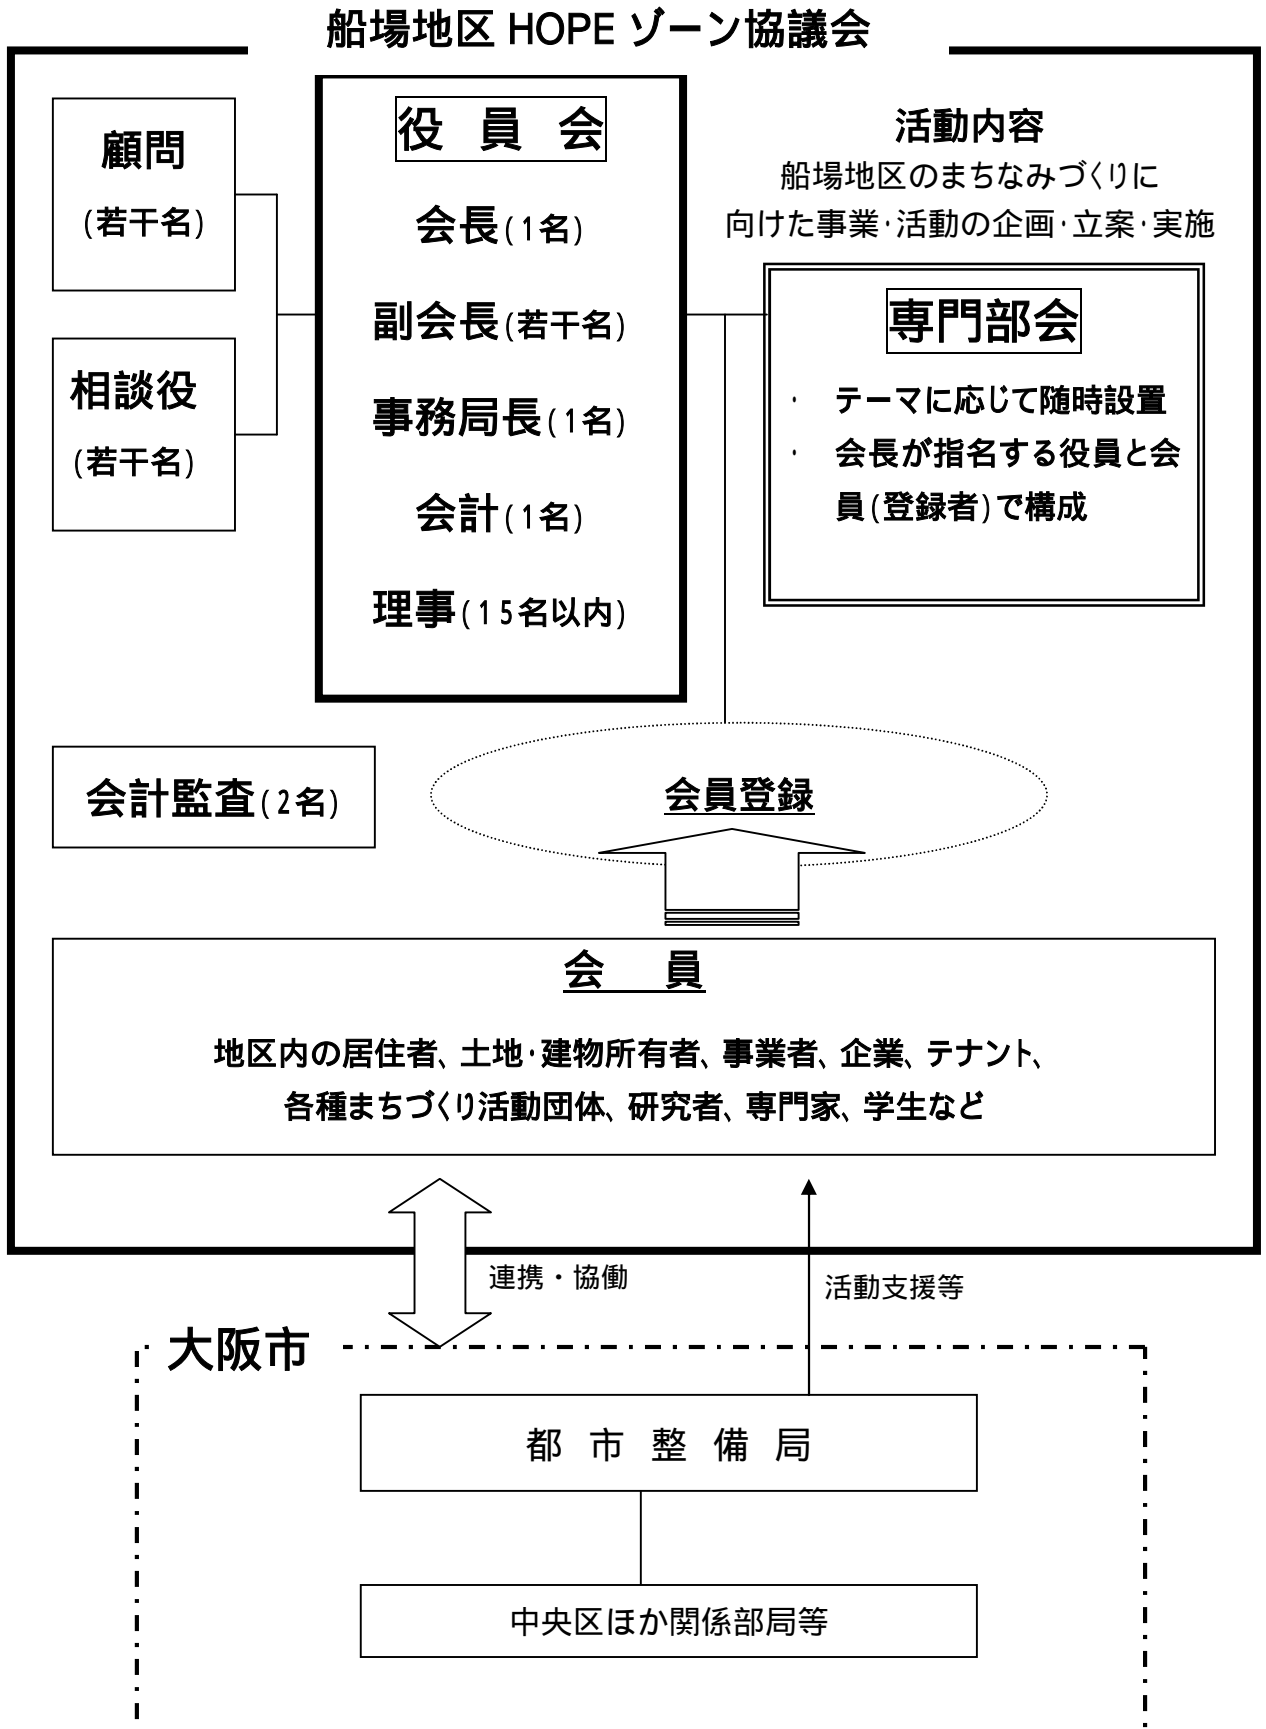 船場地区 HOPE ゾーン協議会
顧問
(若干名)
相談役
(若干名)
役 員 会
会長(1名)
副会長(若干名)
事務局長(1名)
会計(1名)
理事(15名以内)
活動内容
船場地区のまちなみづくりに
向けた事業・活動の企画・立案・実施
専門部会
・ テーマに応じて随時設置
・ 会長が指名する役員と会
員(登録者)で構成
会計監査(2名)
会員登録
会 員
地区内の居住者、土地・建物所有者、事業者、企業、テナント、
各種まちづくり活動団体、研究者、専門家、学生など
連携・協働
活動支援等
大阪市
都 市 整 備 局
中央区ほか関係部局等